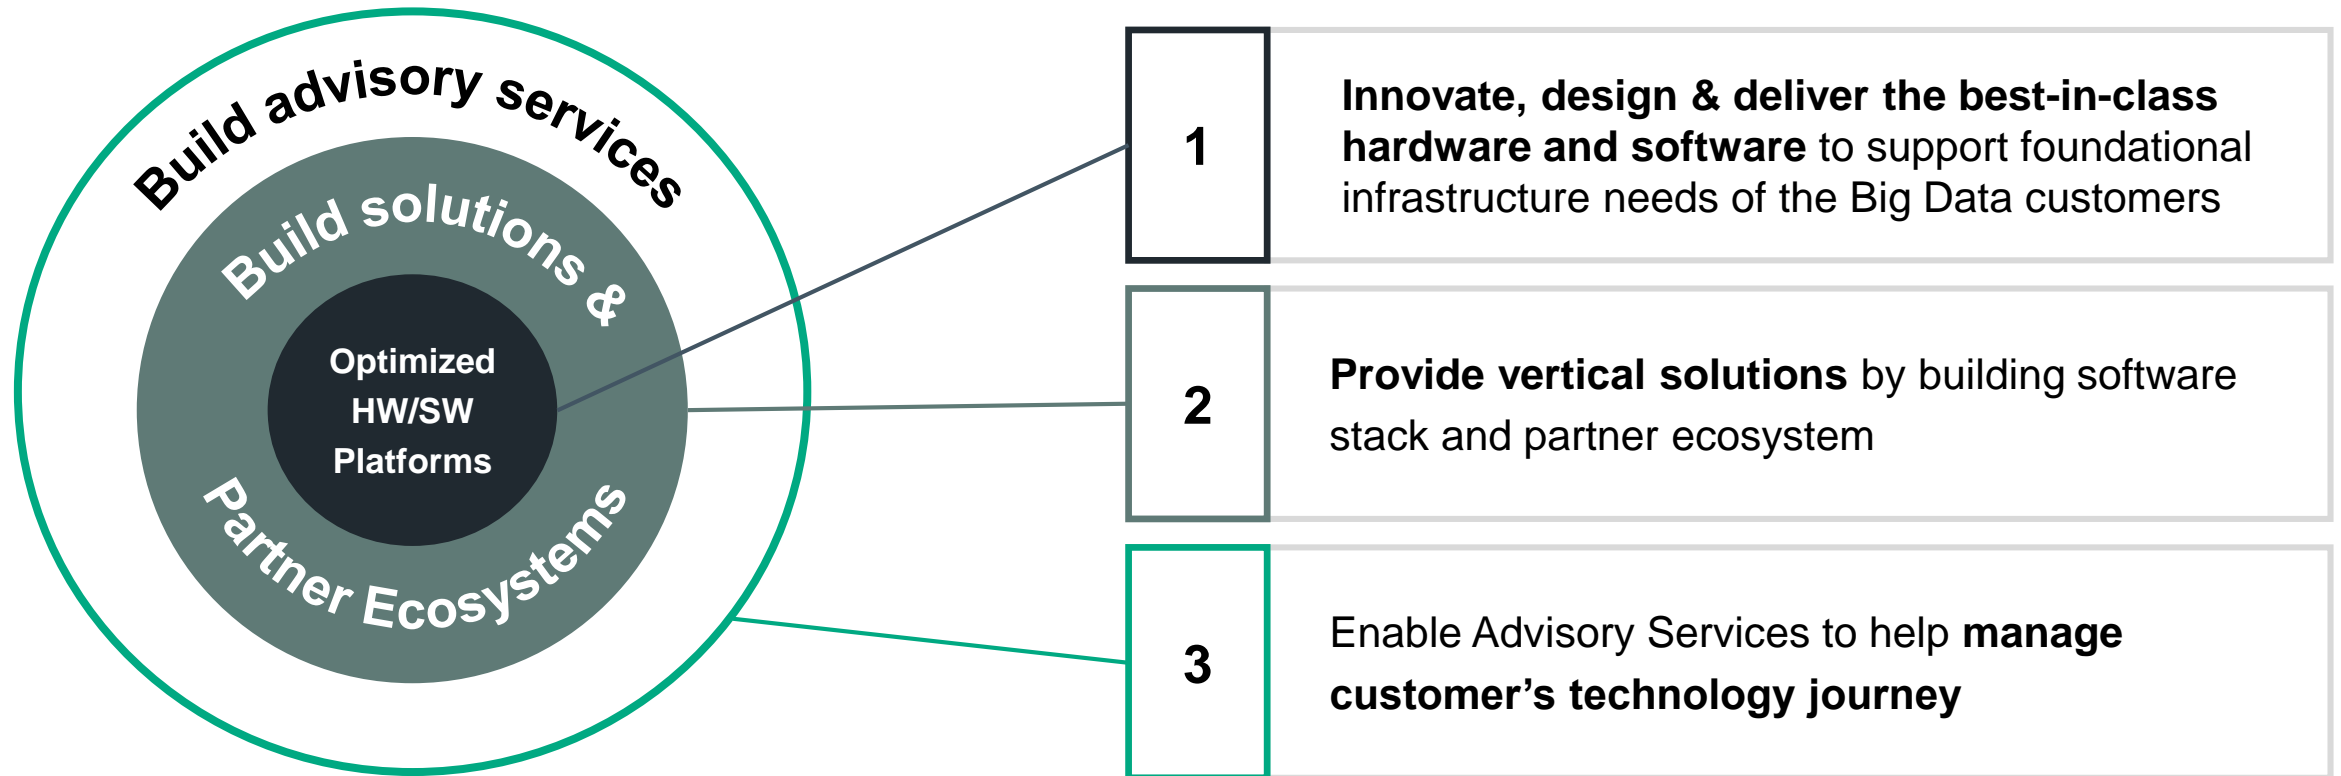 Build advisory services
Build solutions &
Partner Ecosystems
Optimized
HW/SW
Platforms
1
Innovate, design & deliver the best-in-class
hardware and software to support foundational
infrastructure needs of the Big Data customers
2
Provide vertical solutions by building software
stack and partner ecosystem
3
Enable Advisory Services to help manage
customer’s technology journey